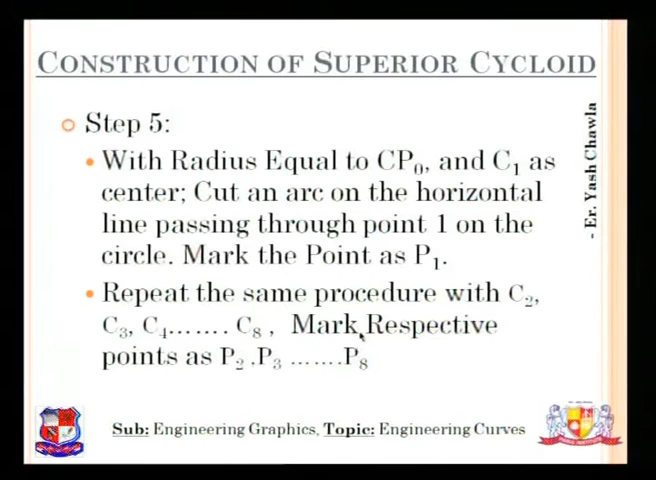 CONSTRUCTION OF SUPERIOR CYCLOID
Step 5:
• With Radius Equal to CP₀, and C₁ as
center; Cut an arc on the horizontal
line passing through point 1 on the
circle. Mark the Point as P₁.
• Repeat the same procedure with C₂,
C₃, C₄....... C₈ , Mark Respective
points as P₂ .P₃ .......P₈
- Er. Yash Chawla
Sub: Engineering Graphics, Topic: Engineering Curves